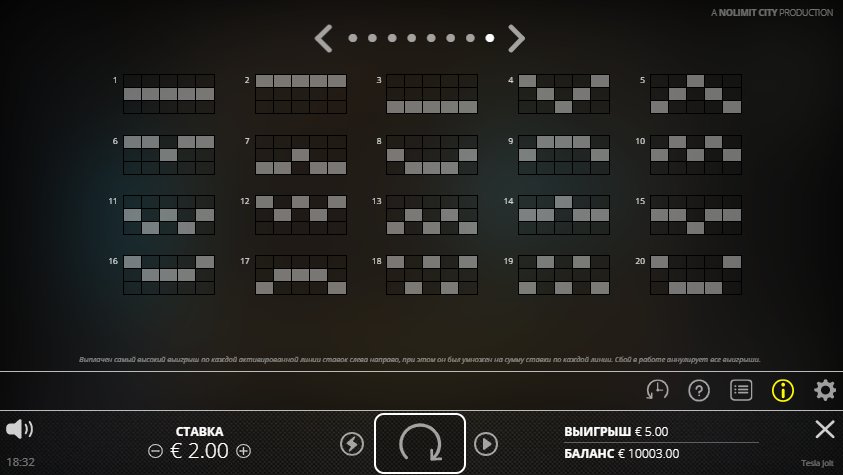 A NOLIMIT CITY PRODUCTION
1 2 3 4 5
6 7 8 9 10
11 12 13 14 15
16 17 18 19 20
Виплачен самый высокий выигрыш по каждой активированной линии ставок слева направо, при этом он был умножен на сумму ставки по каждой линии. Сбой в работе аннулирует все выигрыши.
СТАВКА
€ 2.00
ВЫИГРЫШ € 5.00
БАЛАНС € 10003.00
18:32
Tesla Jolt